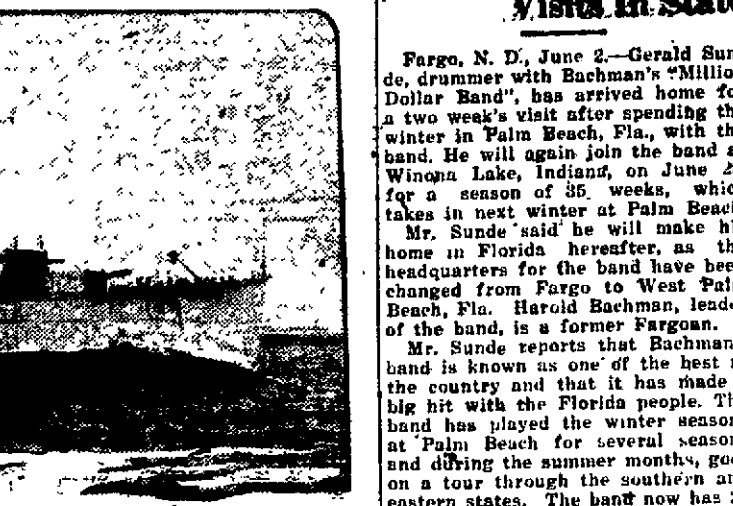 Visits In State
Fargo, N. D., June 2.—Gerald Sun
de, drummer with Bachman's "Millio
Dollar Band", has arrived home fo
a two week's visit after spending th
winter in Palm Beach, Fla., with th
band. He will again join the band a
Winona Lake, Indiana, on June
for a season of 35 weeks, whic
takes in next winter at Palm Beac
Mr. Sunde said he will make hi
home in Florida hereafter, as th
headquarters for the band have bee
changed from Fargo to West Pal
Beach, Fla. Harold Bachman, leade
of the band, is a former Fargoan.
Mr. Sunde reports that Bachman
band is known as one of the best
the country and that it has made
big hit with the Florida people. Th
band has played the winter season
at Palm Beach for several season
and during the summer months, goe
on a tour through the southern an
eastern states. The band now has